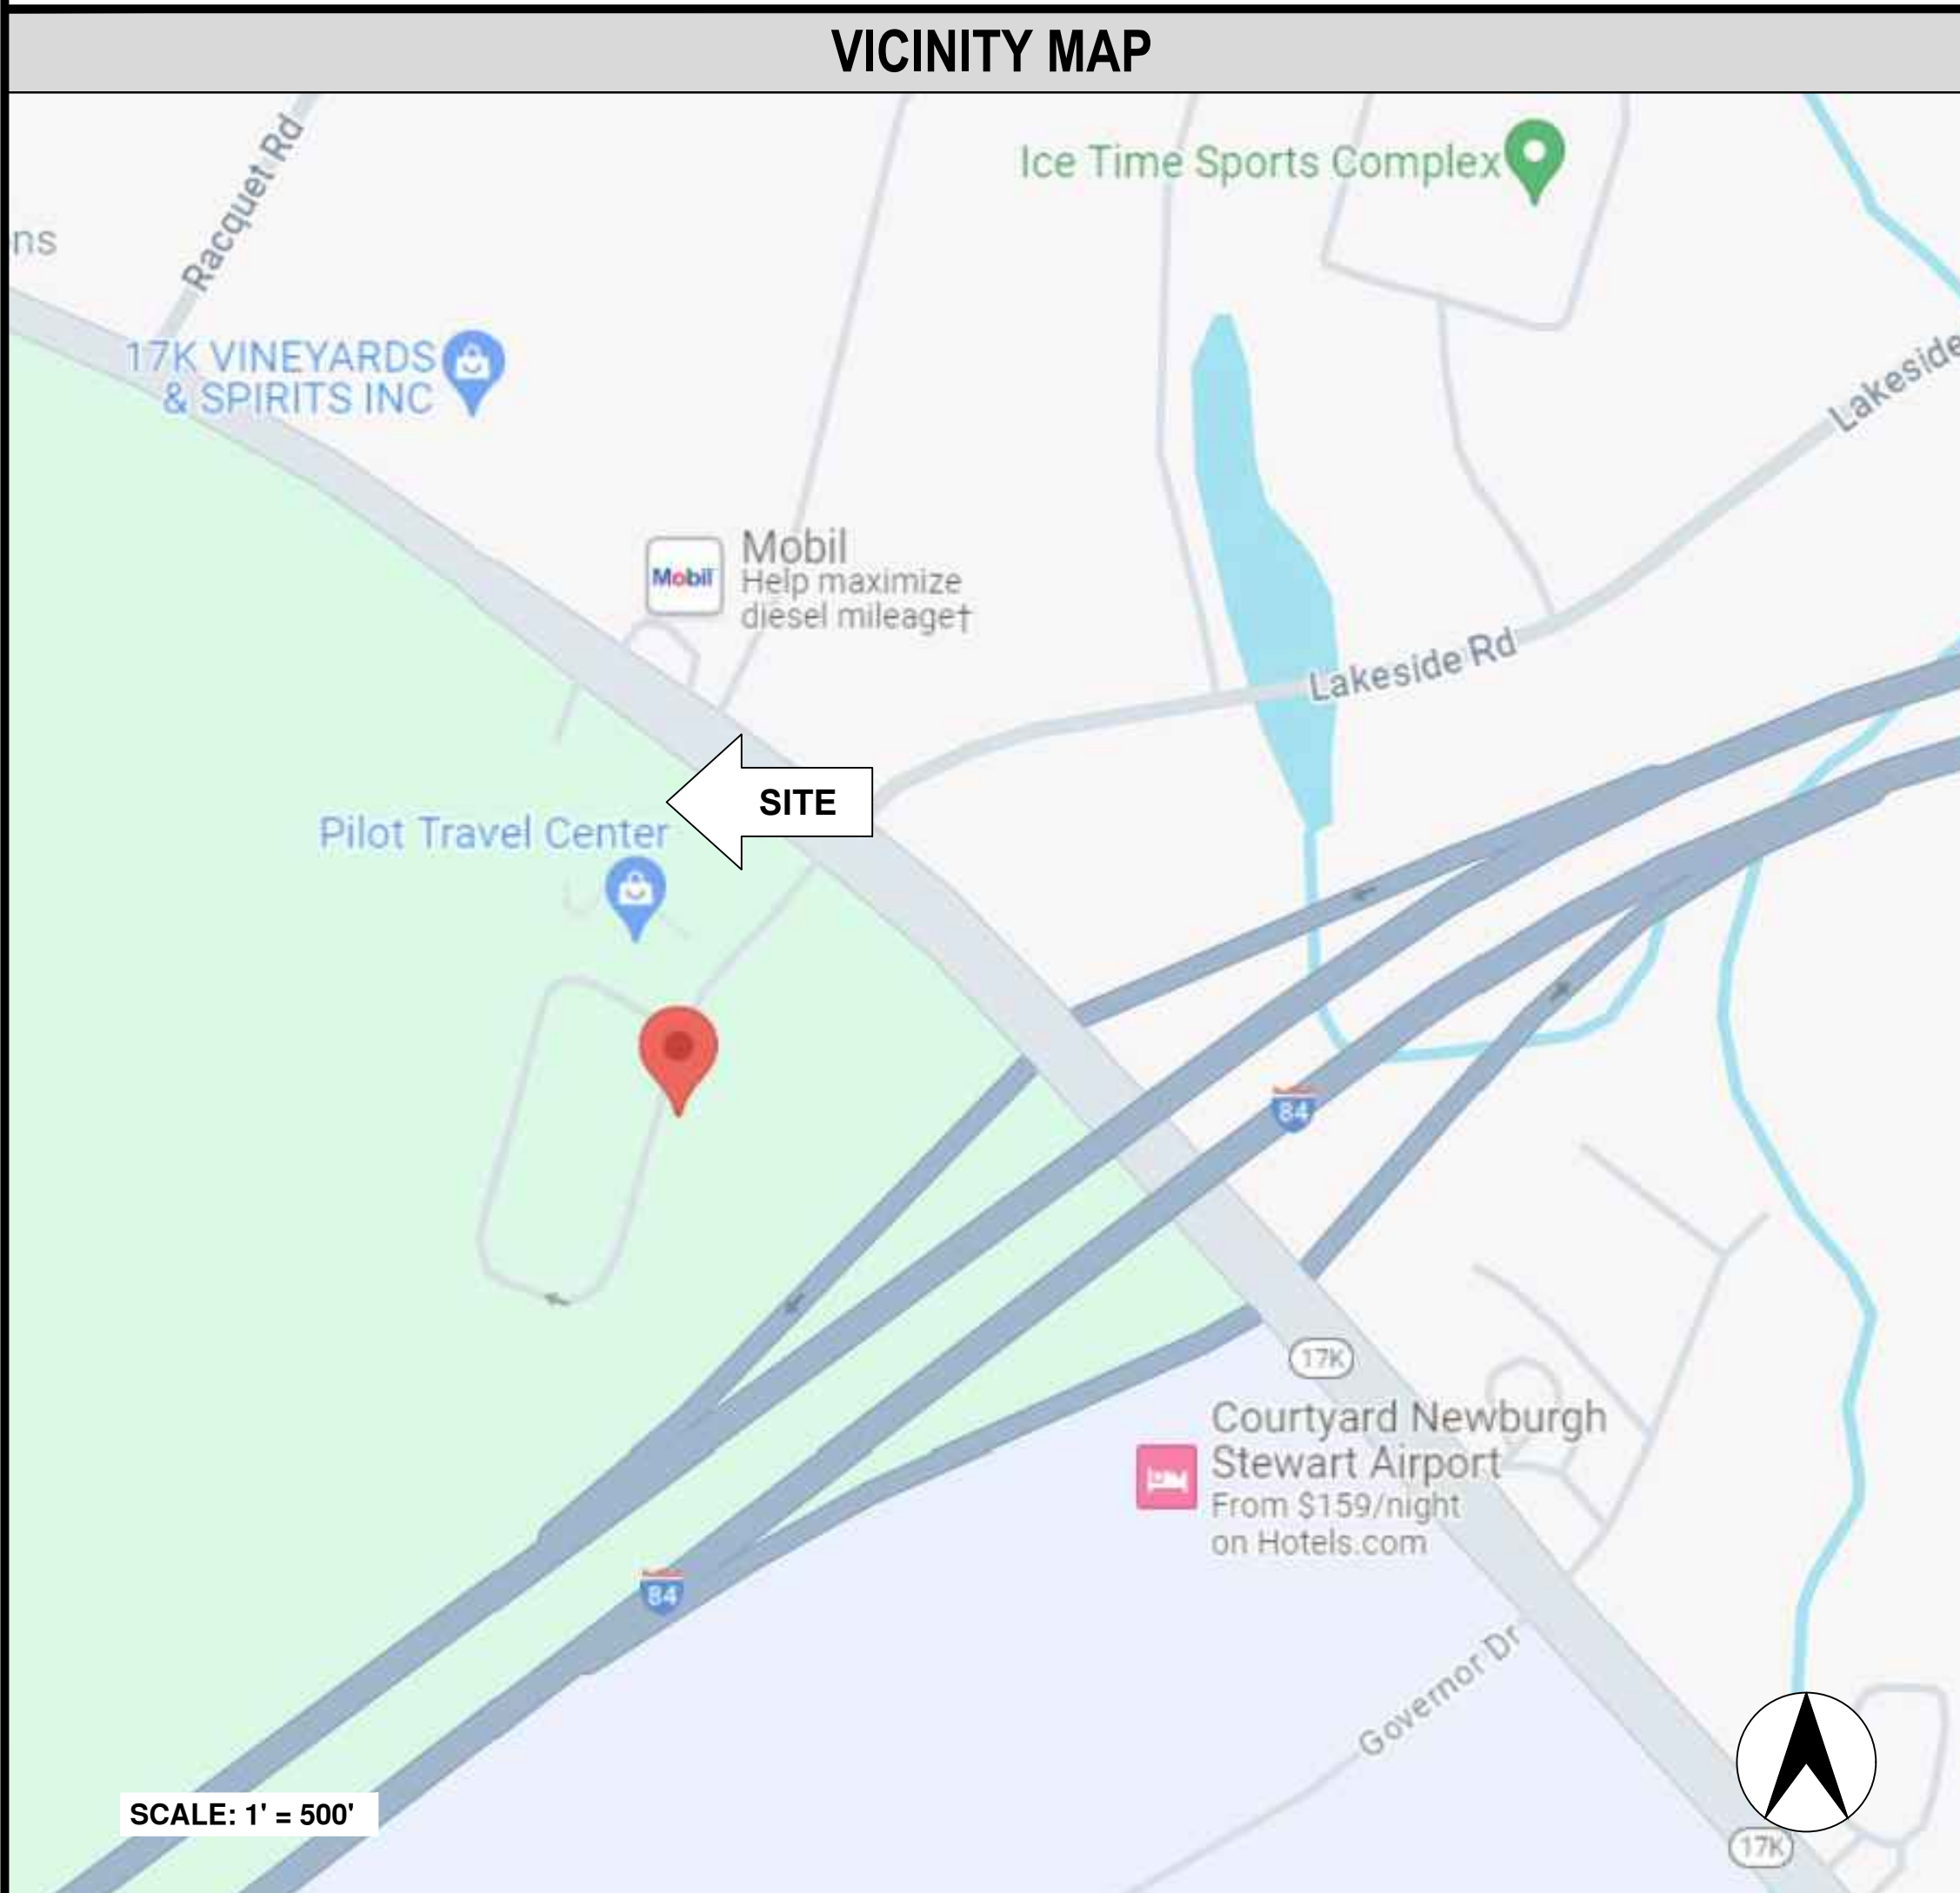 VICINITY MAP
Racquet Rd
Ice Time Sports Complex
ns
17K VINEYARDS
& SPIRITS INC
Lakeside
Mobil
Mobil
Help maximize
diesel mileage†
Lakeside Rd
SITE
Pilot Travel Center
84
17K
Courtyard Newburgh
Stewart Airport
From $159/night
on Hotels.com
84
Governor Dr
SCALE: 1' = 500'
17K